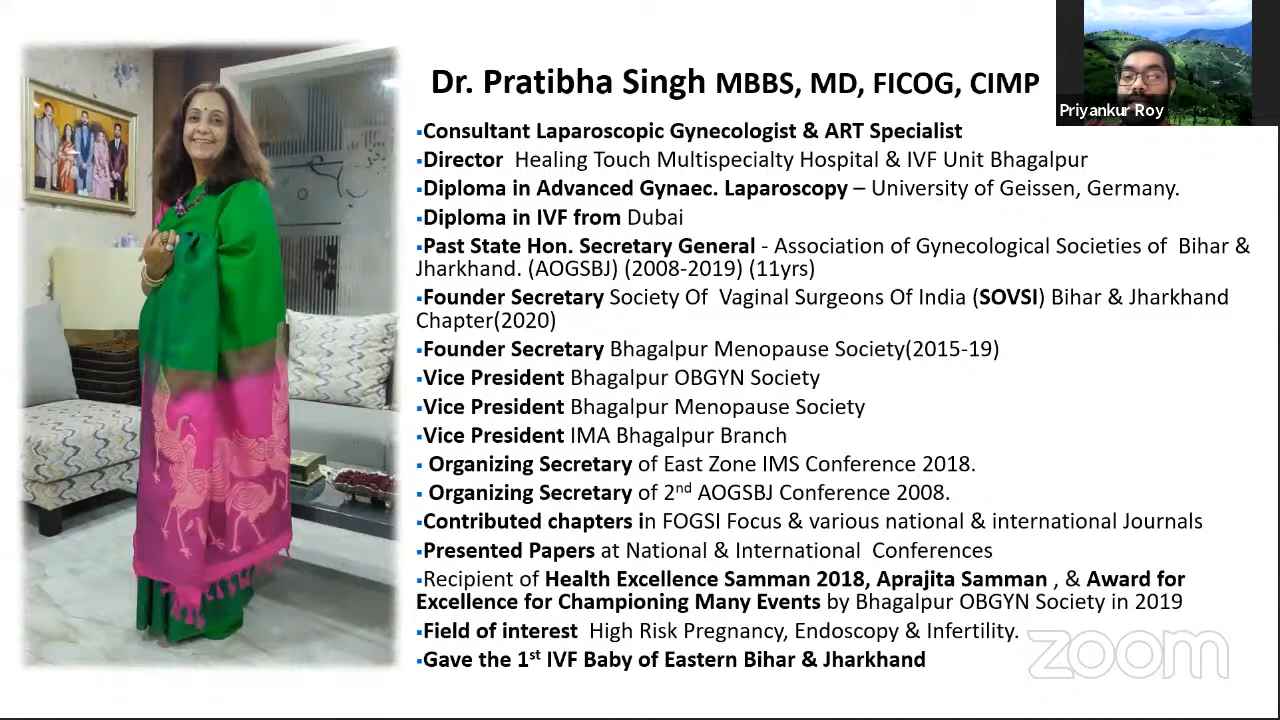 Dr. Pratibha Singh MBBS, MD, FICOG, CIMP
Priyankur Roy
▪Consultant Laparoscopic Gynecologist & ART Specialist
▪Director Healing Touch Multispecialty Hospital & IVF Unit Bhagalpur
▪Diploma in Advanced Gynaec. Laparoscopy – University of Geissen, Germany.
▪Diploma in IVF from Dubai
▪Past State Hon. Secretary General - Association of Gynecological Societies of Bihar &
Jharkhand. (AOGSBJ) (2008-2019) (11yrs)
▪Founder Secretary Society Of Vaginal Surgeons Of India (SOVSI) Bihar & Jharkhand
Chapter(2020)
▪Founder Secretary Bhagalpur Menopause Society(2015-19)
▪Vice President Bhagalpur OBGYN Society
▪Vice President Bhagalpur Menopause Society
▪Vice President IMA Bhagalpur Branch
▪ Organizing Secretary of East Zone IMS Conference 2018.
▪ Organizing Secretary of 2nd AOGSBJ Conference 2008.
▪Contributed chapters in FOGSI Focus & various national & international Journals
▪Presented Papers at National & International Conferences
▪Recipient of Health Excellence Samman 2018, Aprajita Samman , & Award for
Excellence for Championing Many Events by Bhagalpur OBGYN Society in 2019
▪Field of interest High Risk Pregnancy, Endoscopy & Infertility.
▪Gave the 1st IVF Baby of Eastern Bihar & Jharkhand
zoom